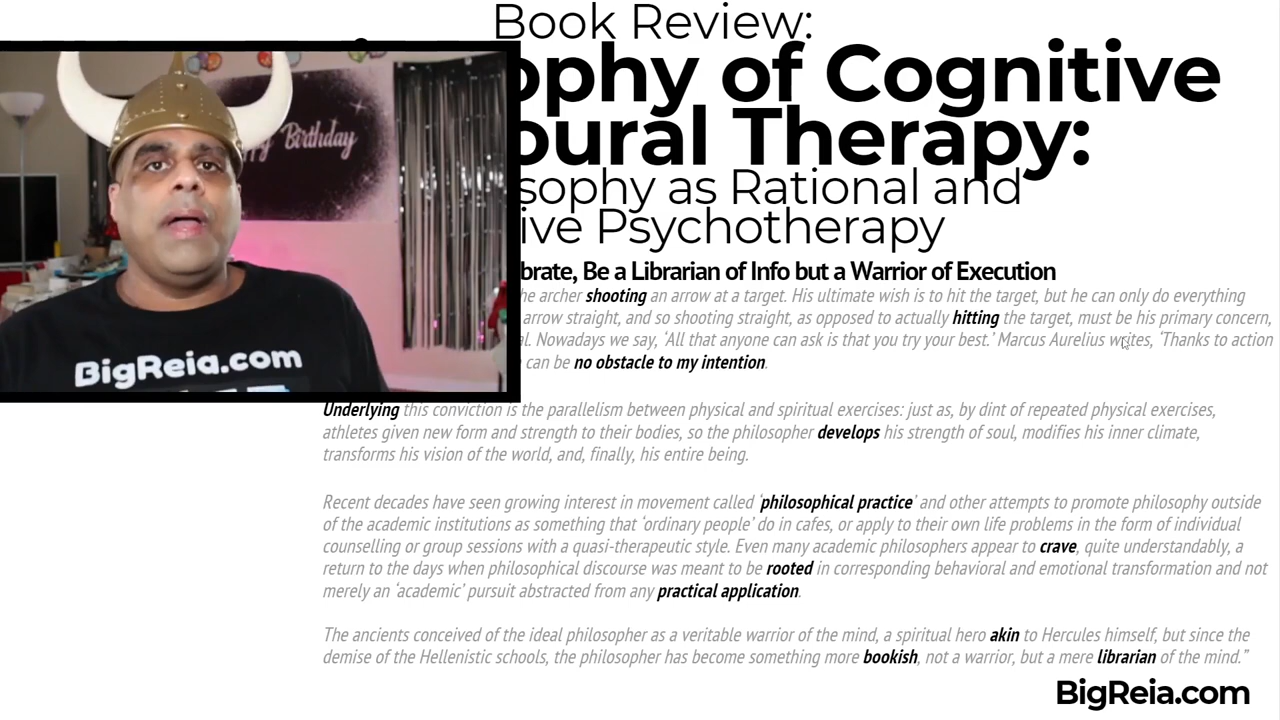 Book Review:
ophy of Cognitive
oural Therapy:
sophy as Rational and
ive Psychotherapy
brate, Be a Librarian of Info but a Warrior of Execution
he archer shooting an arrow at a target. His ultimate wish is to hit the target, but he can only do everything
arrow straight, and so shooting straight, as opposed to actually hitting the target, must be his primary concern,
al. Nowadays we say, ‘All that anyone can ask is that you try your best.’ Marcus Aurelius writes, ‘Thanks to action
can be no obstacle to my intention.
Underlying this conviction is the parallelism between physical and spiritual exercises: just as, by dint of repeated physical exercises,
athletes given new form and strength to their bodies, so the philosopher develops his strength of soul, modifies his inner climate,
transforms his vision of the world, and, finally, his entire being.
Recent decades have seen growing interest in movement called ‘philosophical practice’ and other attempts to promote philosophy outside
of the academic institutions as something that ‘ordinary people’ do in cafes, or apply to their own life problems in the form of individual
counselling or group sessions with a quasi-therapeutic style. Even many academic philosophers appear to crave, quite understandably, a
return to the days when philosophical discourse was meant to be rooted in corresponding behavioral and emotional transformation and not
merely an ‘academic’ pursuit abstracted from any practical application.
The ancients conceived of the ideal philosopher as a veritable warrior of the mind, a spiritual hero akin to Hercules himself, but since the
demise of the Hellenistic schools, the philosopher has become something more bookish, not a warrior, but a mere librarian of the mind.”
BigReia.com
Birthday
BigReia.com